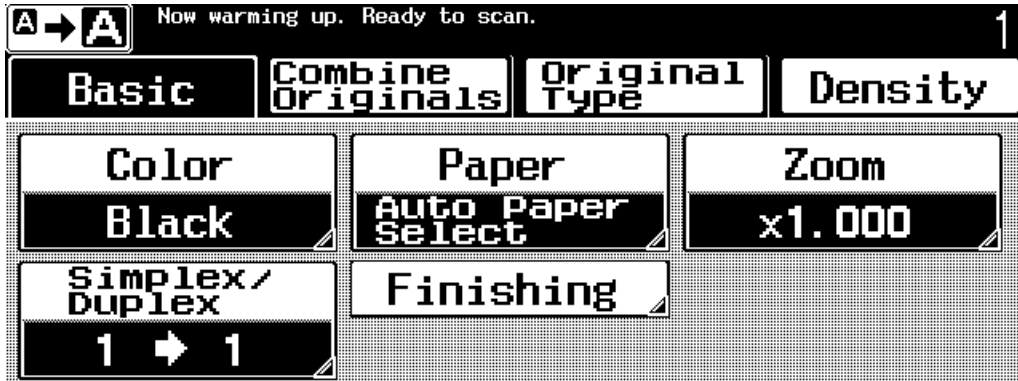 A → A
Now warming up. Ready to scan.
1
Basic
Combine
Originals
Original
Type
Density
Color
Black
Paper
Auto Paper
Select
Zoom
x1.000
Simplex/
Duplex
1 → 1
Finishing